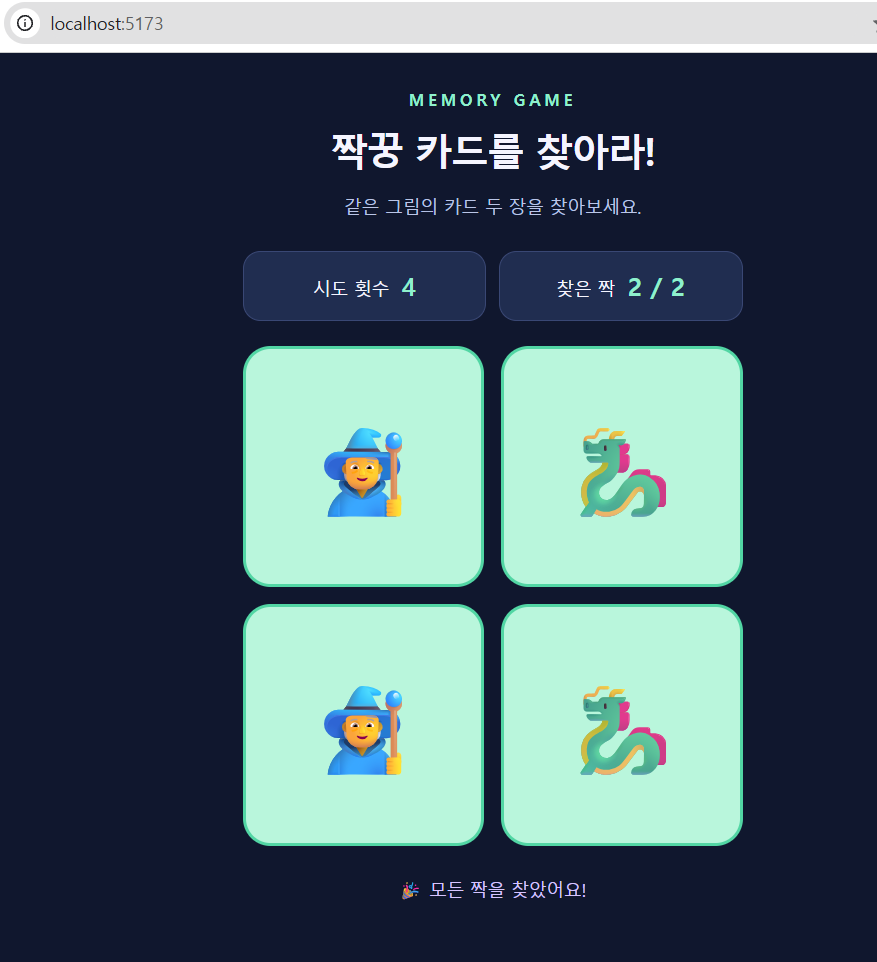 localhost:5173
MEMORY GAME
짝꿍 카드를 찾아라!
같은 그림의 카드 두 장을 찾아보세요.
시도 횟수 4
찾은 짝 2 / 2
🎉 모든 짝을 찾았어요!